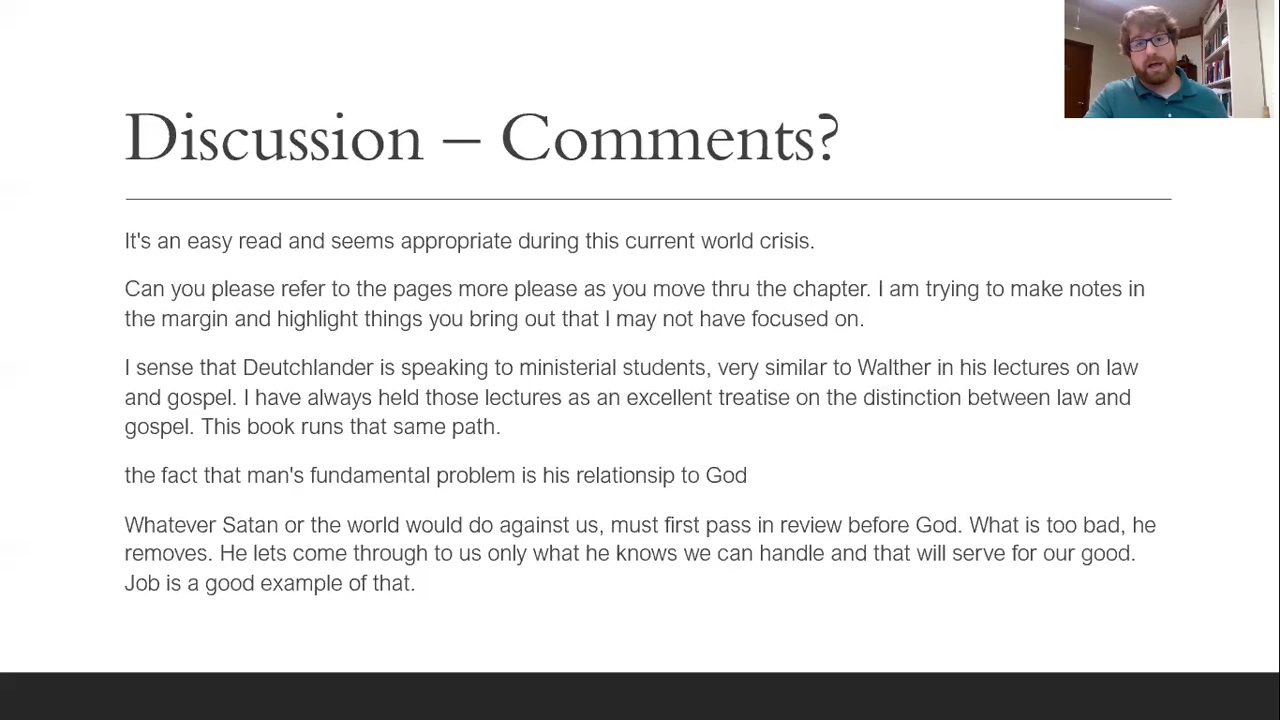 Discussion – Comments?
It's an easy read and seems appropriate during this current world crisis.
Can you please refer to the pages more please as you move thru the chapter. I am trying to make notes in
the margin and highlight things you bring out that I may not have focused on.
I sense that Deutchlander is speaking to ministerial students, very similar to Walther in his lectures on law
and gospel. I have always held those lectures as an excellent treatise on the distinction between law and
gospel. This book runs that same path.
the fact that man's fundamental problem is his relationsip to God
Whatever Satan or the world would do against us, must first pass in review before God. What is too bad, he
removes. He lets come through to us only what he knows we can handle and that will serve for our good.
Job is a good example of that.